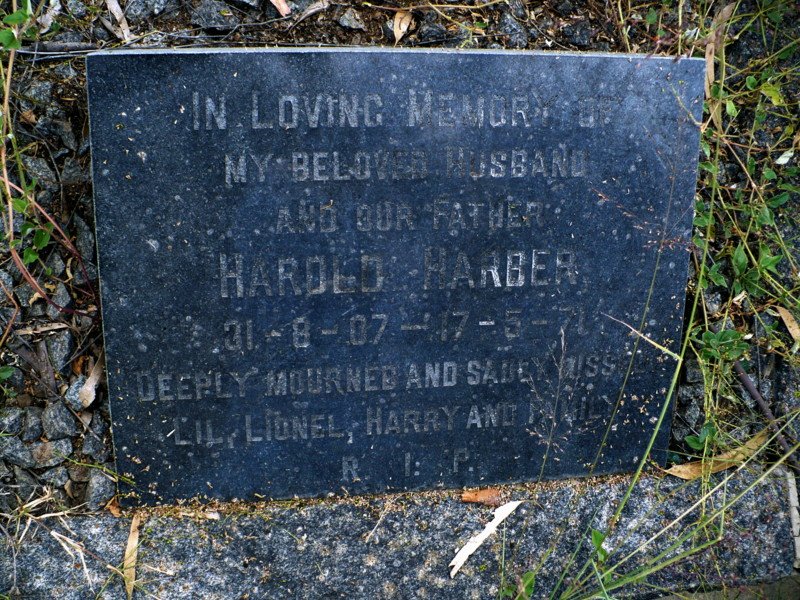 IN LOVING MEMORY OF
MY BELOVED HUSBAND
AND OUR FATHER
HAROLD HARBER
31-8-07-17-5-71
DEEPLY MOURNED AND SADLY MISSED
LIL, LIONEL, HARRY AND FAMILY
R. I. P.